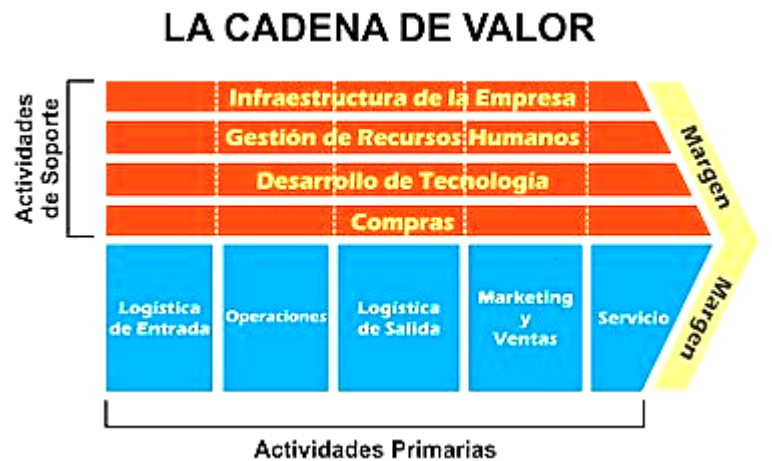 LA CADENA DE VALOR
Actividades
de Soporte
Infraestructura de la Empresa
Gestión de Recursos Humanos
Desarrollo de Tecnología
Compras
Margen
Logística
de Entrada
Operaciones
Logística
de Salida
Marketing
y
Ventas
Servicio
Margen
Actividades Primarias